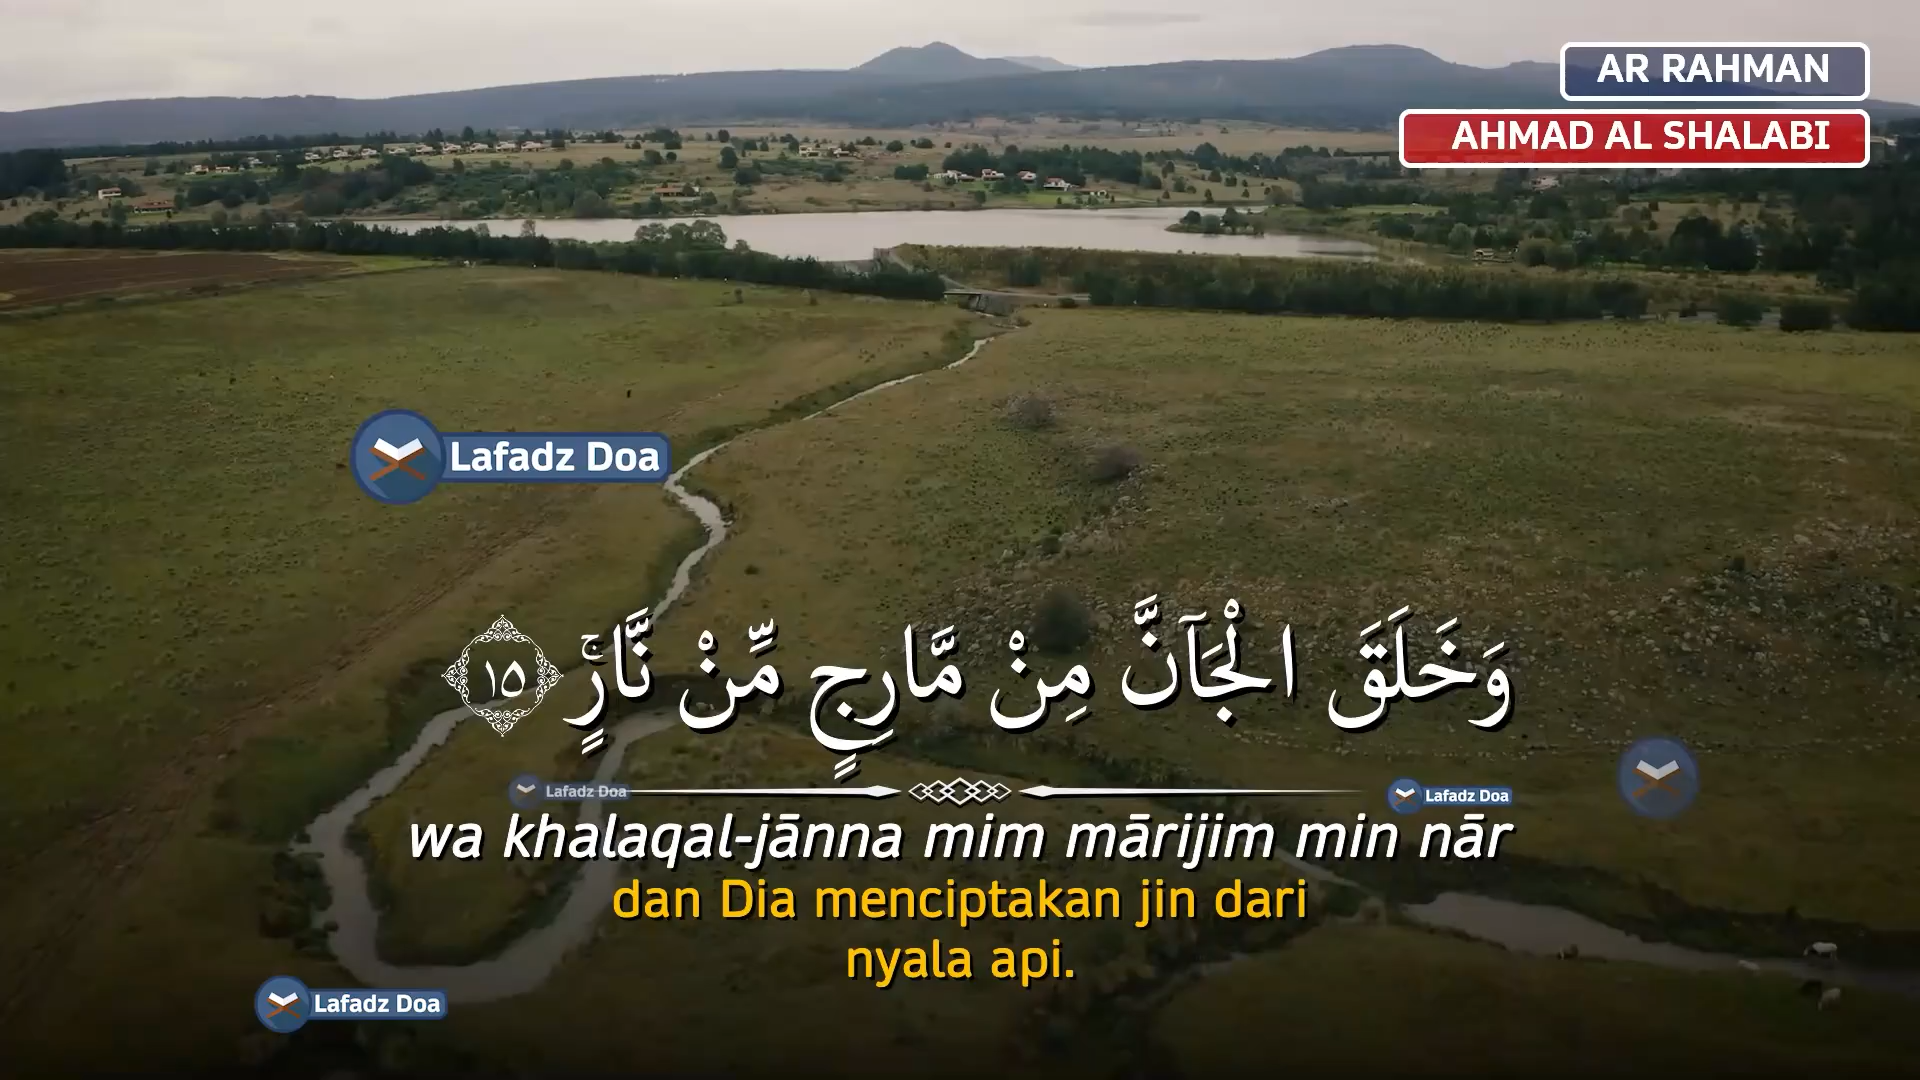 AR RAHMAN
AHMAD AL SHALABI
Lafadz Doa
وَخَلَقَ الْجَآنَّ مِنْ مَّارِجٍ مِّنْ نَّارٍۚ ١٥
Lafadz Doa
Lafadz Doa
wa khalaqal-jānna mim mārijim min nār
dan Dia menciptakan jin dari
nyala api.
Lafadz Doa